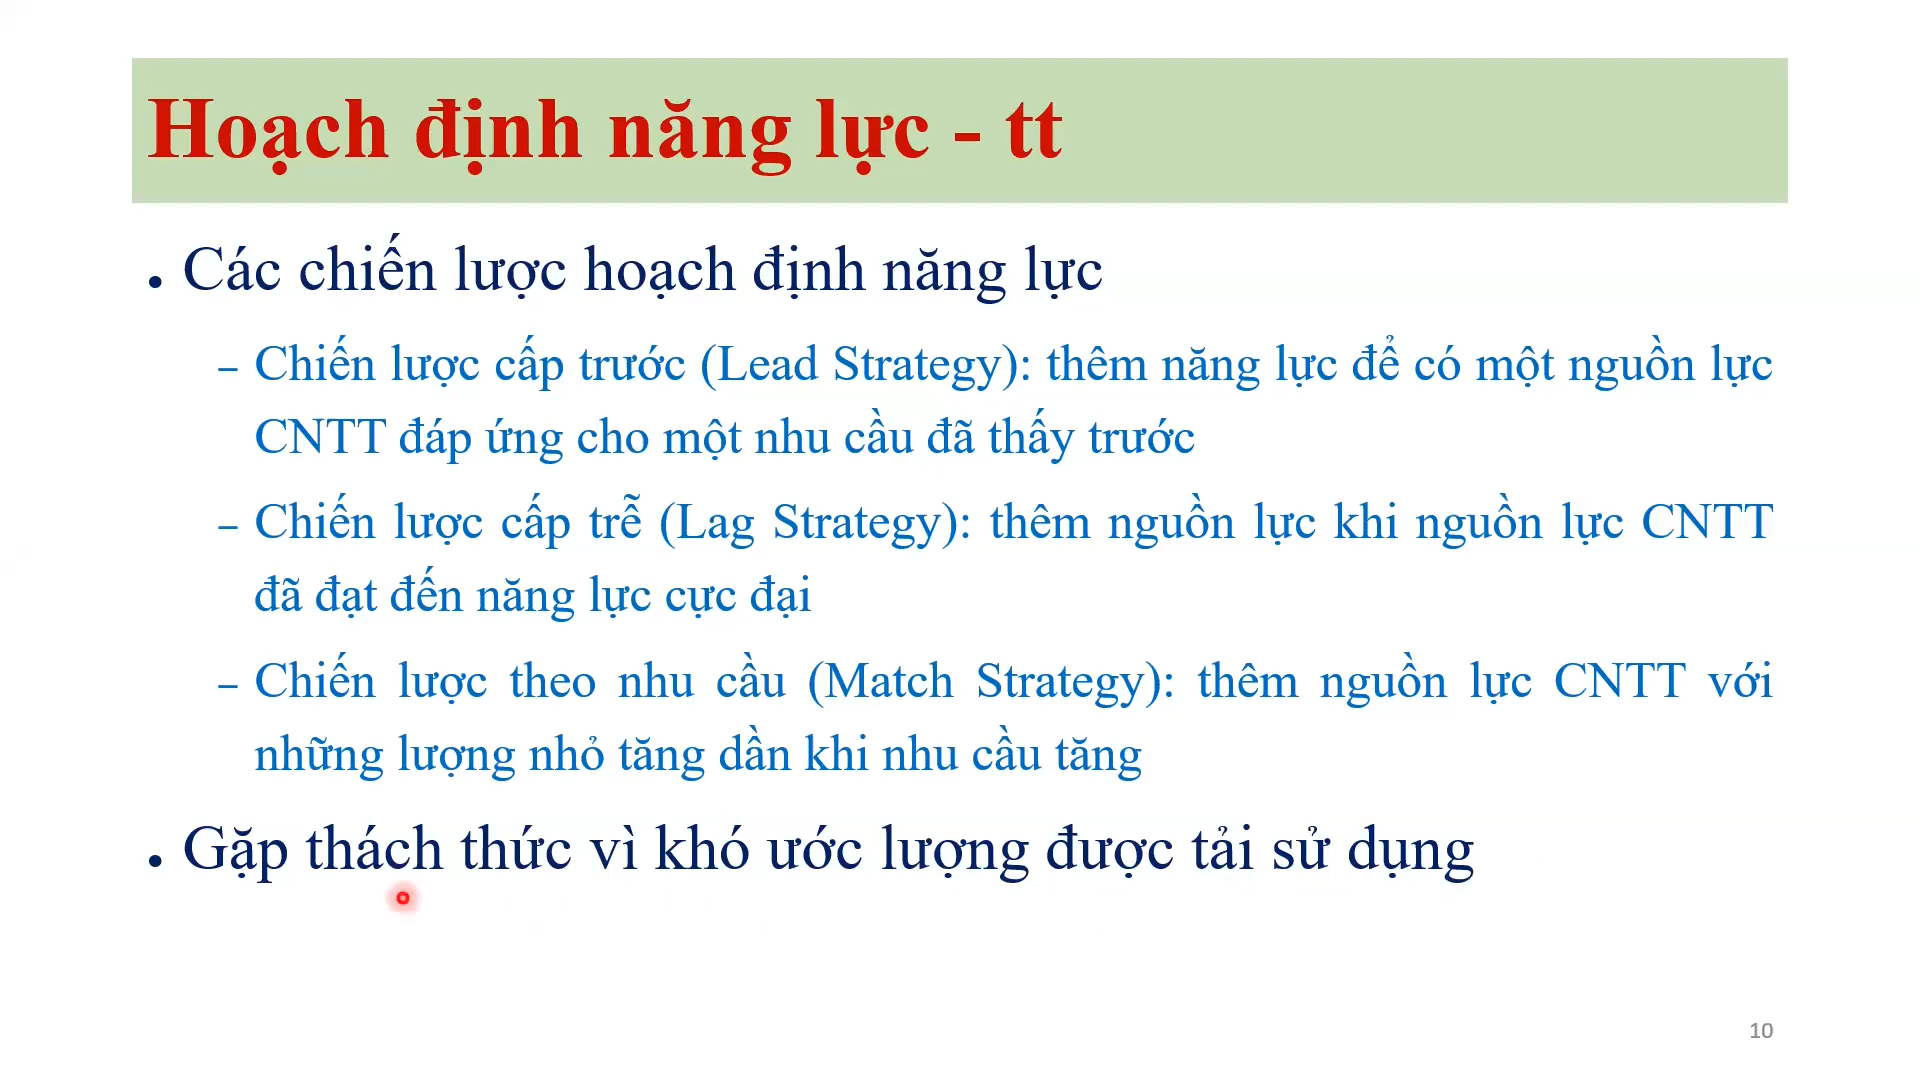 Hoạch định năng lực - tt
• Các chiến lược hoạch định năng lực
– Chiến lược cấp trước (Lead Strategy): thêm năng lực để có một nguồn lực
CNTT đáp ứng cho một nhu cầu đã thấy trước
– Chiến lược cấp trễ (Lag Strategy): thêm nguồn lực khi nguồn lực CNTT
đã đạt đến năng lực cực đại
– Chiến lược theo nhu cầu (Match Strategy): thêm nguồn lực CNTT với
những lượng nhỏ tăng dần khi nhu cầu tăng
• Gặp thách thức vì khó ước lượng được tải sử dụng
10